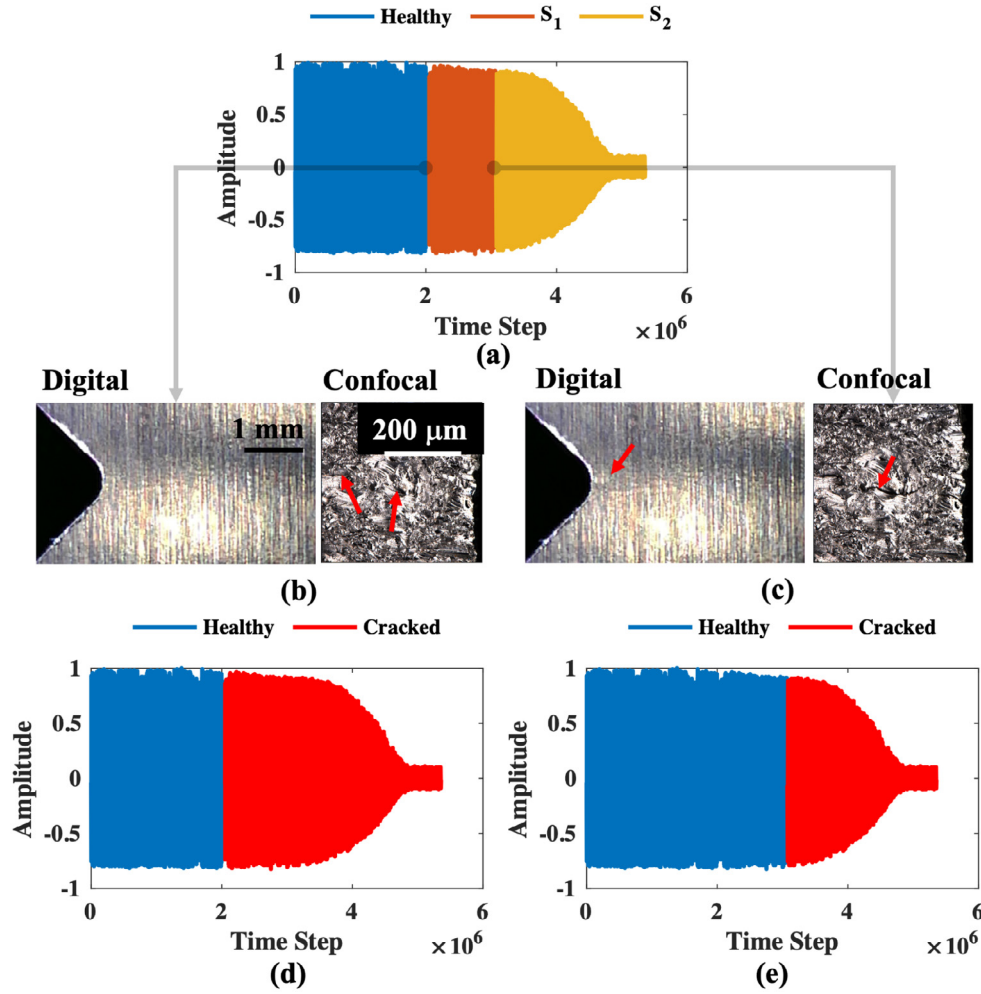 Healthy S1 S2
1
0.5
0
-0.5
-1
Amplitude
0 2 4 6
Time Step ×10^6
(a)
Digital Confocal Digital Confocal
1 mm 200 μm
(b) (c)
Healthy Cracked Healthy Cracked
1 1
0.5 0.5
0 0
-0.5 -0.5
-1 -1
Amplitude Amplitude
0 2 4 6 0 2 4 6
Time Step ×10^6 Time Step ×10^6
(d) (e)